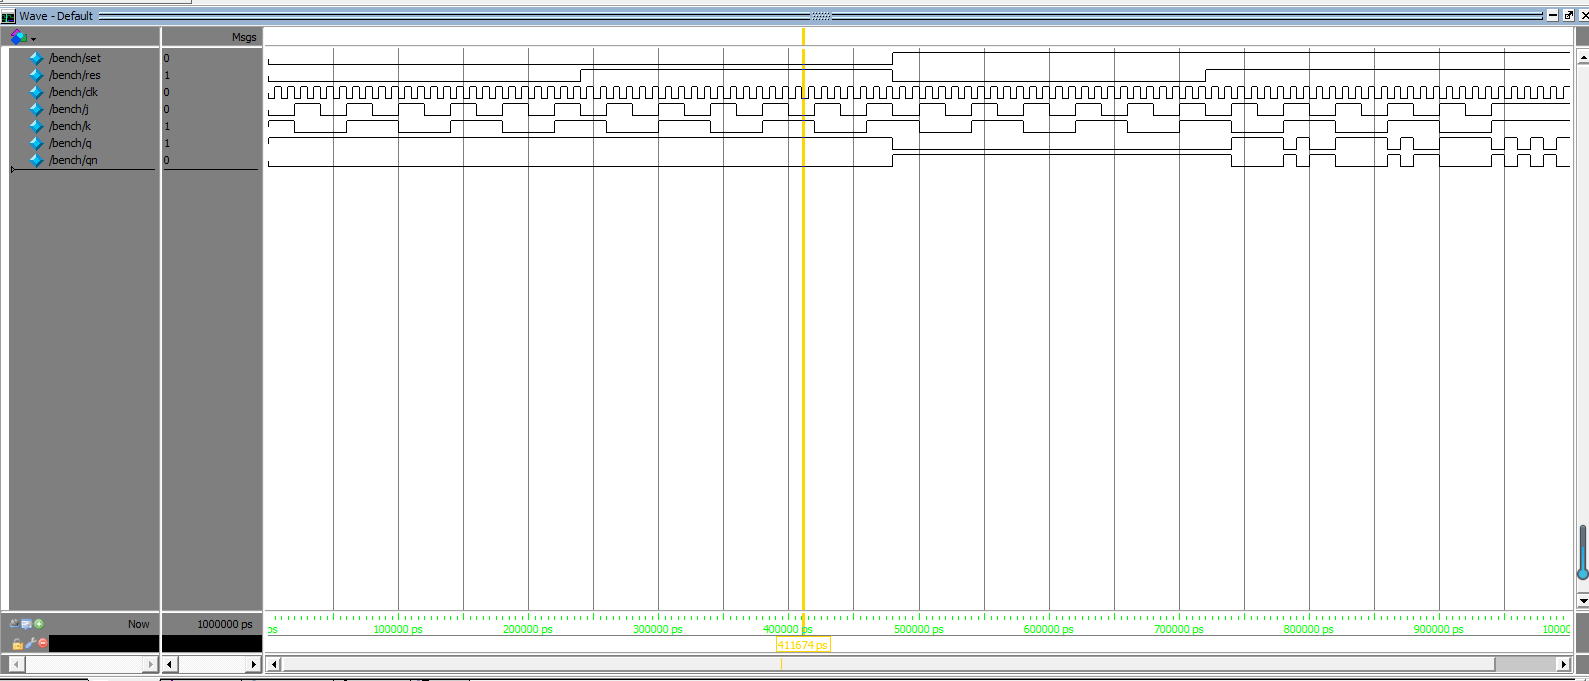 Wave - Default
Msgs
/bench/set 0
/bench/res 1
/bench/clk 0
/bench/j 0
/bench/k 1
/bench/q 1
/bench/qn 0
Now 1000000 ps
ps 100000 ps 200000 ps 300000 ps 400000 ps 500000 ps 600000 ps 700000 ps 800000 ps 900000 ps 10000
411674 ps